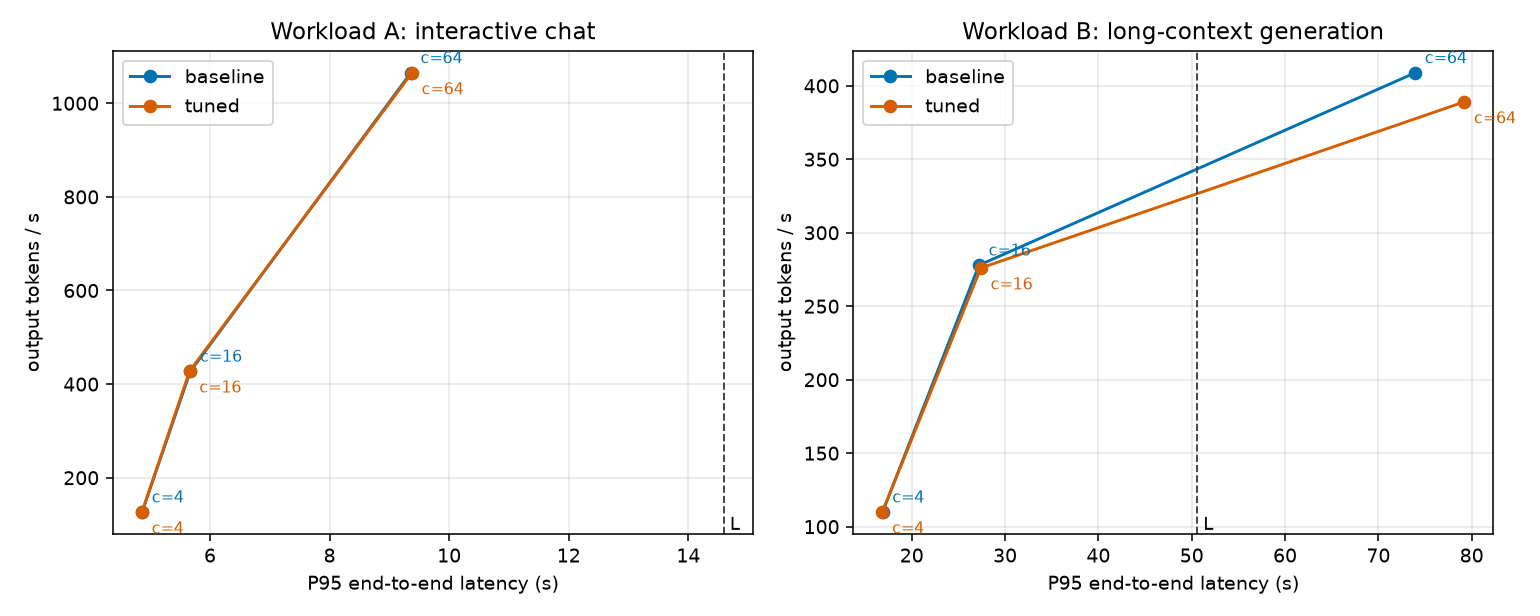 Workload A: interactive chat
baseline
tuned
c=64
c=64
c=16
c=16
c=4
c=4
L
1000
800
600
400
200
output tokens / s
6
8
10
12
14
P95 end-to-end latency (s)
Workload B: long-context generation
baseline
tuned
c=64
c=64
c=16
c=16
c=4
c=4
L
400
350
300
250
200
150
100
output tokens / s
20
30
40
50
60
70
80
P95 end-to-end latency (s)